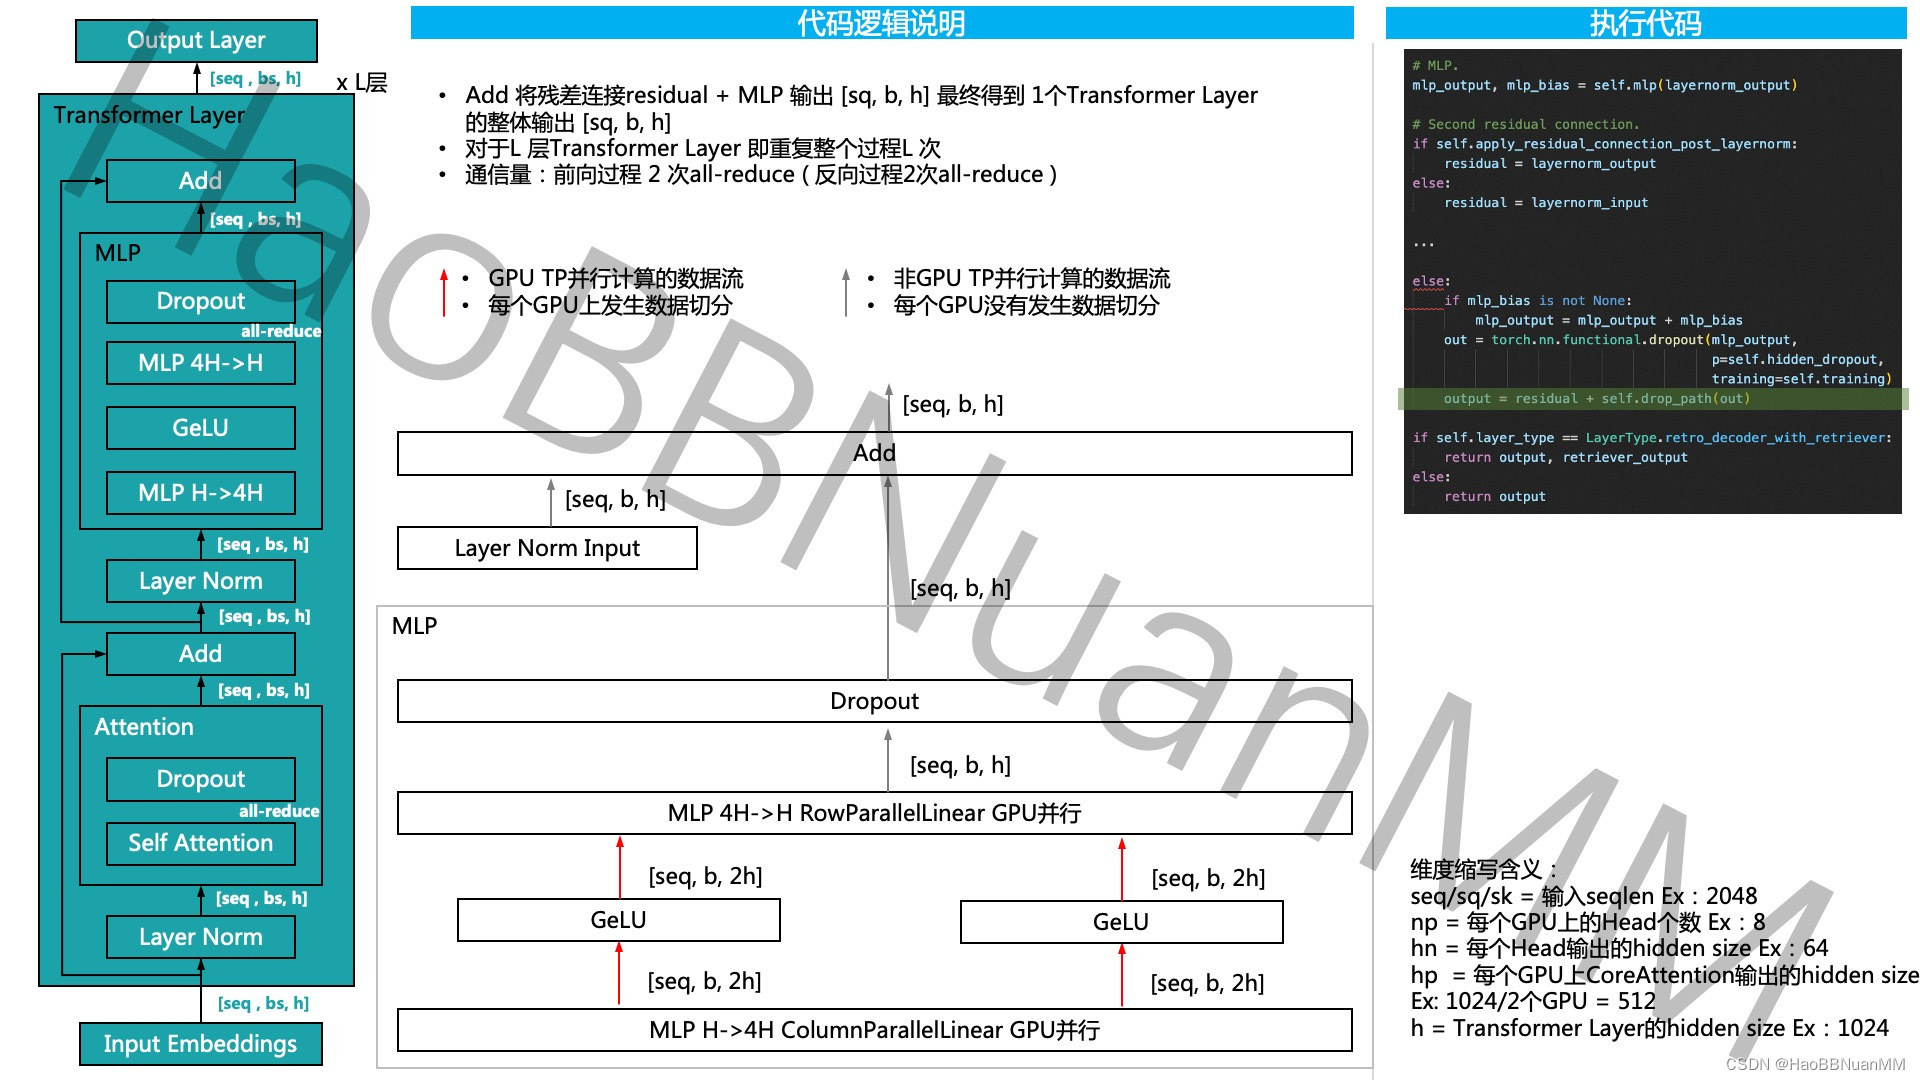 Output Layer
[seq , bs, h]
x L层
Transformer Layer
Add
[seq , bs, h]
MLP
Dropout
all-reduce
MLP 4H->H
GeLU
MLP H->4H
[seq , bs, h]
Layer Norm
[seq , bs, h]
Add
[seq , bs, h]
Attention
Dropout
all-reduce
Self Attention
[seq , bs, h]
Layer Norm
[seq , bs, h]
Input Embeddings
代码逻辑说明
• Add 将残差连接residual + MLP 输出 [sq, b, h] 最终得到 1个Transformer Layer
的整体输出 [sq, b, h]
• 对于L 层Transformer Layer 即重复整个过程L 次
• 通信量：前向过程 2 次all-reduce ( 反向过程2次all-reduce )
• GPU TP并行计算的数据流
• 每个GPU上发生数据切分
• 非GPU TP并行计算的数据流
• 每个GPU没有发生数据切分
[seq, b, h]
Add
[seq, b, h]
Layer Norm Input
[seq, b, h]
MLP
Dropout
[seq, b, h]
MLP 4H->H RowParallelLinear GPU并行
[seq, b, 2h]
[seq, b, 2h]
GeLU
GeLU
[seq, b, 2h]
[seq, b, 2h]
MLP H->4H ColumnParallelLinear GPU并行
执行代码
# MLP.
mlp_output, mlp_bias = self.mlp(layernorm_output)
# Second residual connection.
if self.apply_residual_connection_post_layernorm:
residual = layernorm_output
else:
residual = layernorm_input
...
else:
if mlp_bias is not None:
mlp_output = mlp_output + mlp_bias
out = torch.nn.functional.dropout(mlp_output,
p=self.hidden_dropout,
training=self.training)
output = residual + self.drop_path(out)
if self.layer_type == LayerType.retro_decoder_with_retriever:
return output, retriever_output
else:
return output
维度缩写含义：
seq/sq/sk = 输入seqlen Ex：2048
np = 每个GPU上的Head个数 Ex：8
hn = 每个Head输出的hidden size Ex：64
hp = 每个GPU上CoreAttention输出的hidden size
Ex: 1024/2个GPU = 512
h = Transformer Layer的hidden size Ex：1024
HaoBBNuanMM
CSDN @HaoBBNuanMM